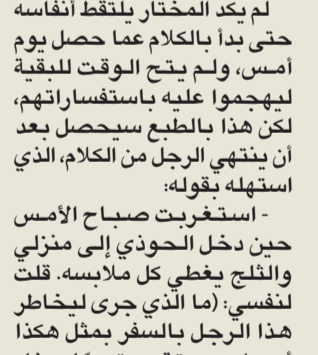 لم يكد المختار يلتقط أنفاسه
حتى بدأ بالكلام عما حصل يوم
أمس، ولم يتح الوقت للبقية
ليهجموا عليه باستفساراتهم،
لكن هذا بالطبع سيحصل بعد
أن ينتهي الرجل من الكلام، الذي
استهله بقوله:
- استغربت صباح الأمس
حين دخل الحوذي إلى منزلي
والثلج يغطي كل ملابسه. قلت
لنفسي: (ما الذي جرى ليخاطر
هذا الرجل بالسفر بمثل هكذا